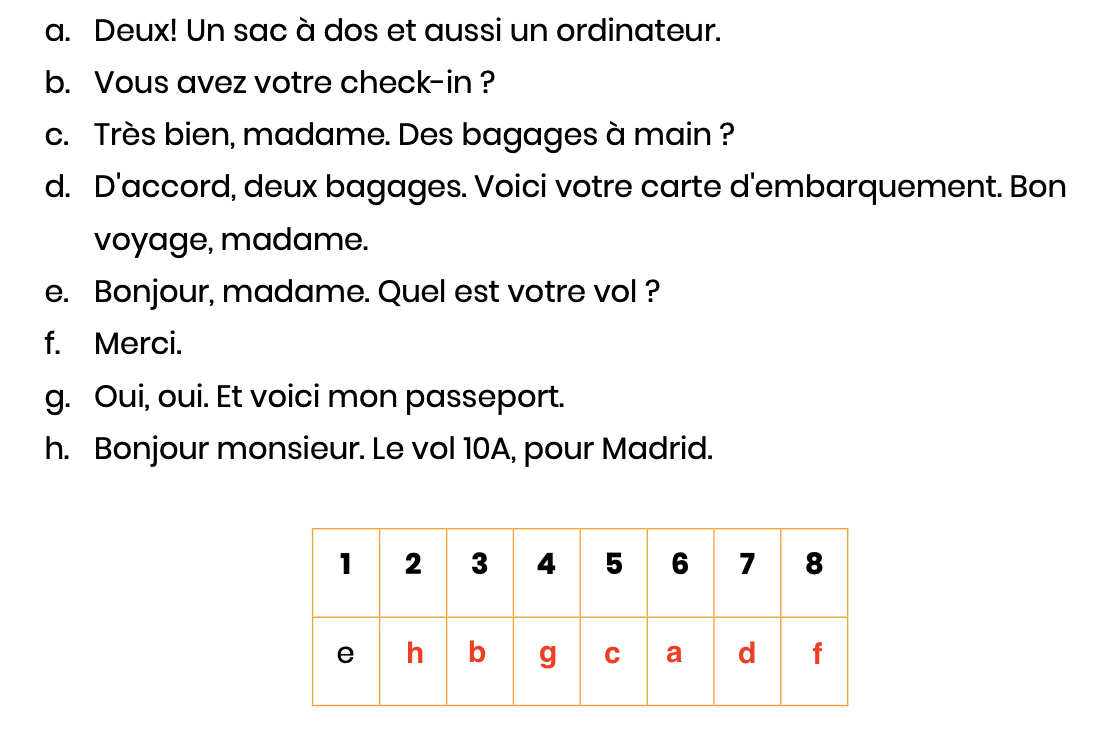 a. Deux! Un sac à dos et aussi un ordinateur.
b. Vous avez votre check-in ?
c. Très bien, madame. Des bagages à main ?
d. D'accord, deux bagages. Voici votre carte d'embarquement. Bon
voyage, madame.
e. Bonjour, madame. Quel est votre vol ?
f. Merci.
g. Oui, oui. Et voici mon passeport.
h. Bonjour monsieur. Le vol 10A, pour Madrid.
1 2 3 4 5 6 7 8
e h b g c a d f